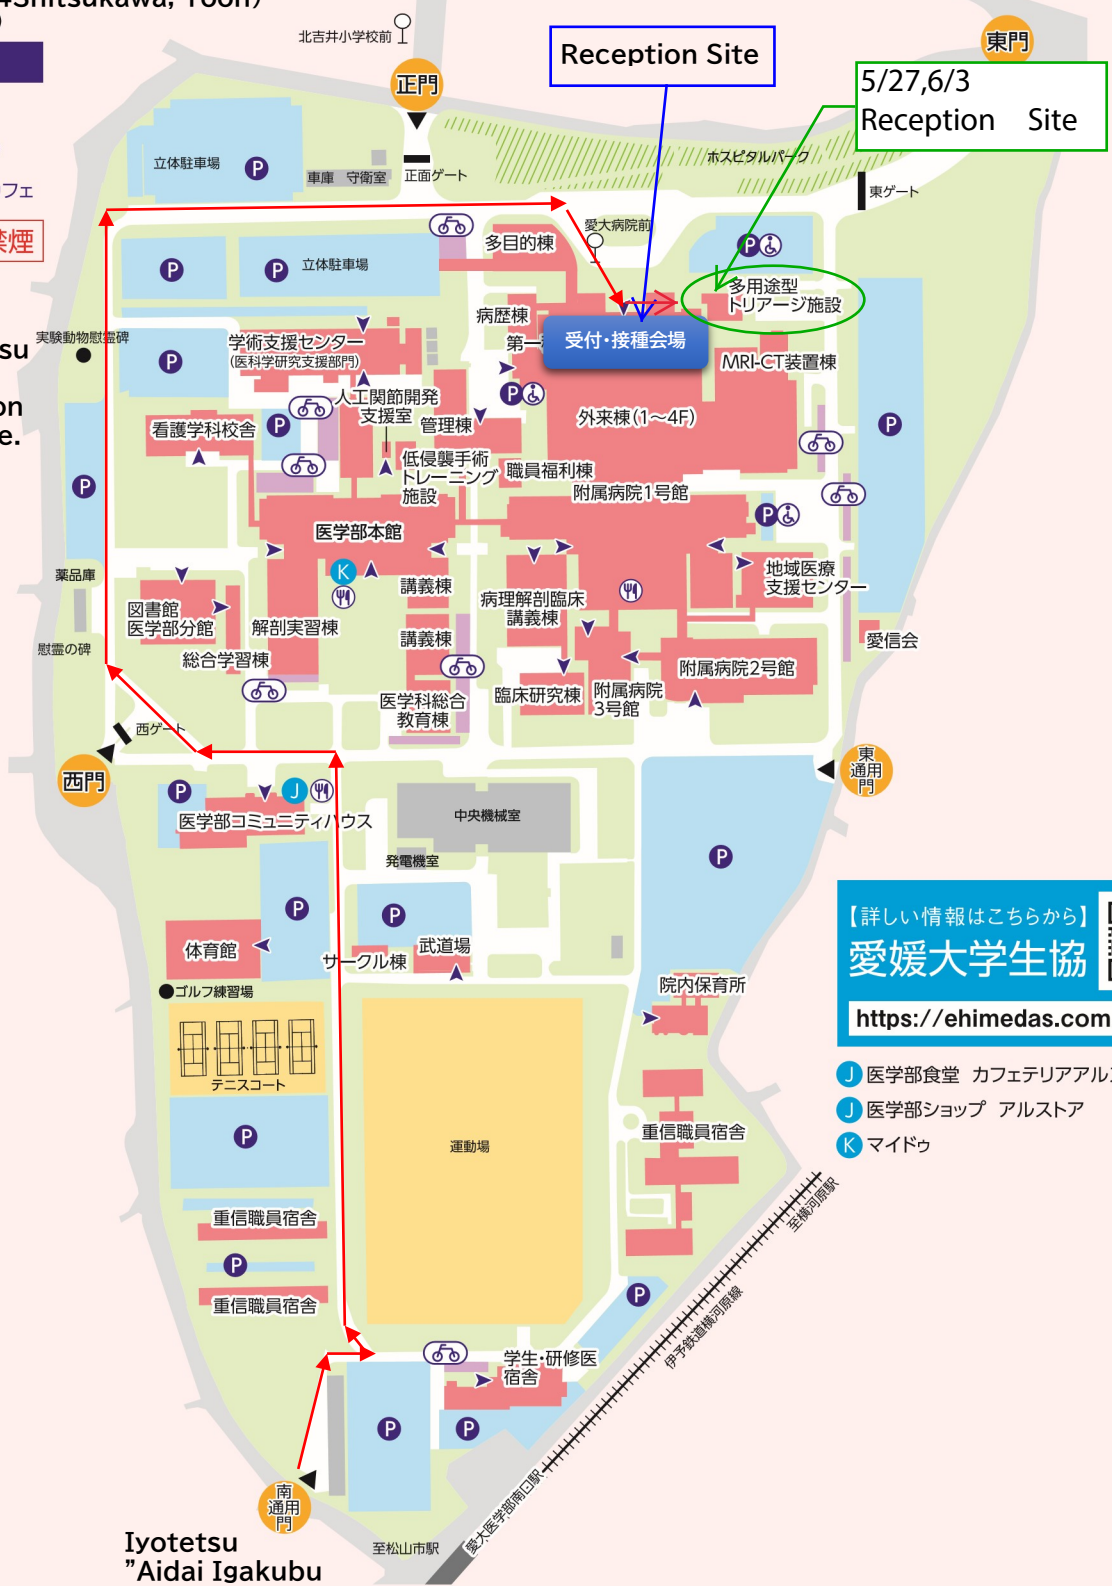 4Shitsukawa, Toon)
)
北吉井小学校前
Reception Site
東門
正門
5/27,6/3
Reception Site
立体駐車場
P
車庫 守衛室
正面ゲート
ホスピタルパーク
東ゲート
フェ
禁煙
愛大病院前
多目的棟
P
P
P
立体駐車場
多用途型
トリアージ施設
病歴棟
実験動物慰霊碑
su
学術支援センター
(医科学研究支援部門)
第一
受付・接種会場
MRI-CT装置棟
P
P
on
e.
人工関節開発
支援室
管理棟
外来棟(1~4F)
看護学科校舎
P
P
P
低侵襲手術
トレーニング
施設
職員福利棟
附属病院1号館
医学部本館
P
K
薬品庫
講義棟
病理解剖臨床
講義棟
地域医療
支援センター
図書館
医学部分館
解剖実習棟
講義棟
愛信会
慰霊の碑
総合学習棟
附属病院2号館
医学科総合
教育棟
臨床研究棟
附属病院
3号館
西ゲート
西門
東
通用
門
P
J
医学部コミュニティハウス
中央機械室
発電機室
P
P
P
体育館
サークル棟
武道場
【詳しい情報はこちらから】
愛媛大学生協
https://ehimedas.com
ゴルフ練習場
院内保育所
テニスコート
J 医学部食堂 カフェテリアアル
J 医学部ショップ アルストア
K マイドゥ
P
運動場
重信職員宿舎
至横河原駅
重信職員宿舎
P
重信職員宿舎
P
伊予鉄道横河原線
学生・研修医
宿舎
P
P
南
通用
門
愛大医学部南口駅
至松山市駅
Iyotetsu
”Aidai Igakubu